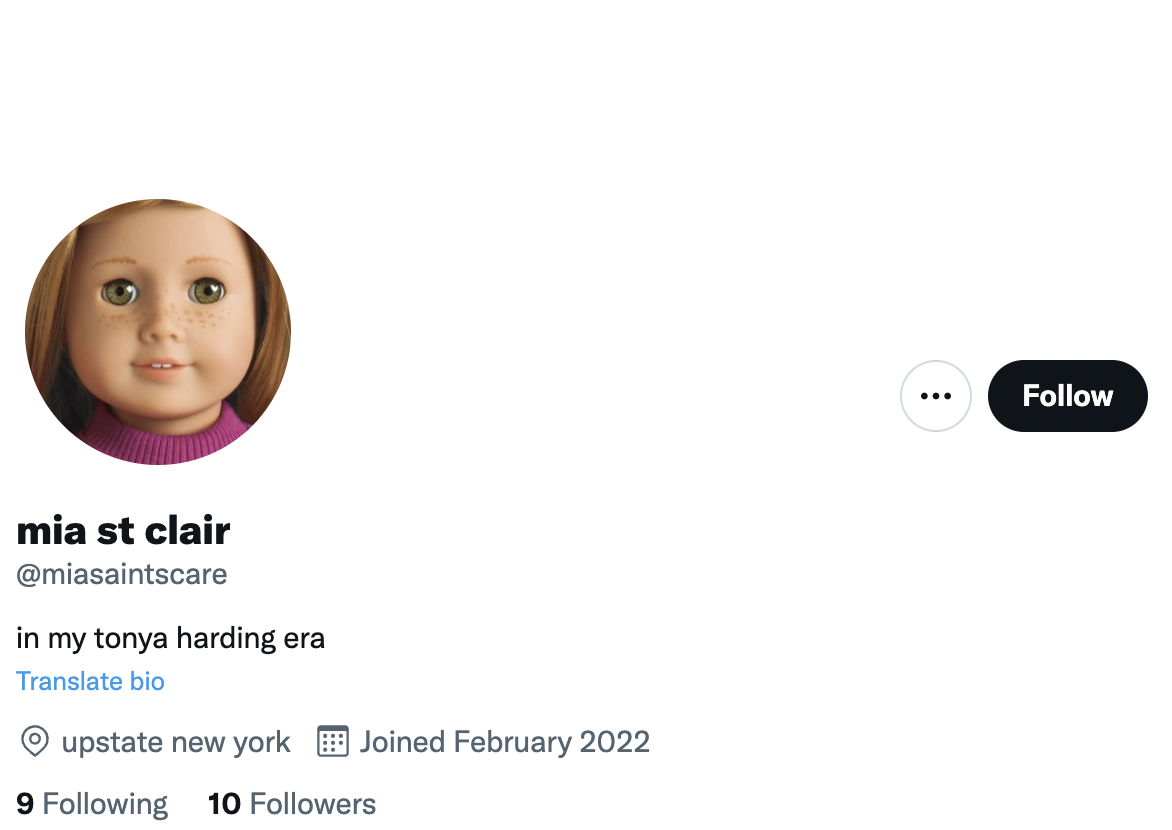 Follow
mia st clair
@miasaintscare
in my tonya harding era
Translate bio
upstate new york Joined February 2022
9 Following 10 Followers